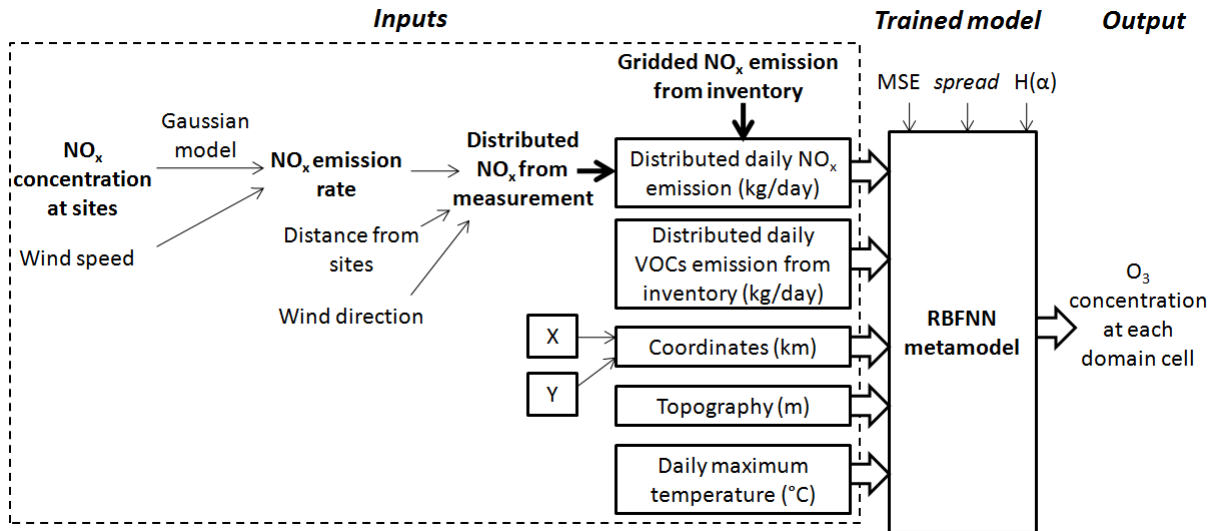 Inputs
Trained model
Output
Gridded NOx emission
from inventory
MSE spread H(α)
NOx
concentration
at sites
Gaussian
model
Wind speed
NOx emission
rate
Distributed
NOx from
measurement
Distance from
sites
Wind direction
Distributed daily NOx
emission (kg/day)
Distributed daily
VOCs emission from
inventory (kg/day)
X
Y
Coordinates (km)
Topography (m)
Daily maximum
temperature (°C)
RBFNN
metamodel
O3
concentration
at each
domain cell